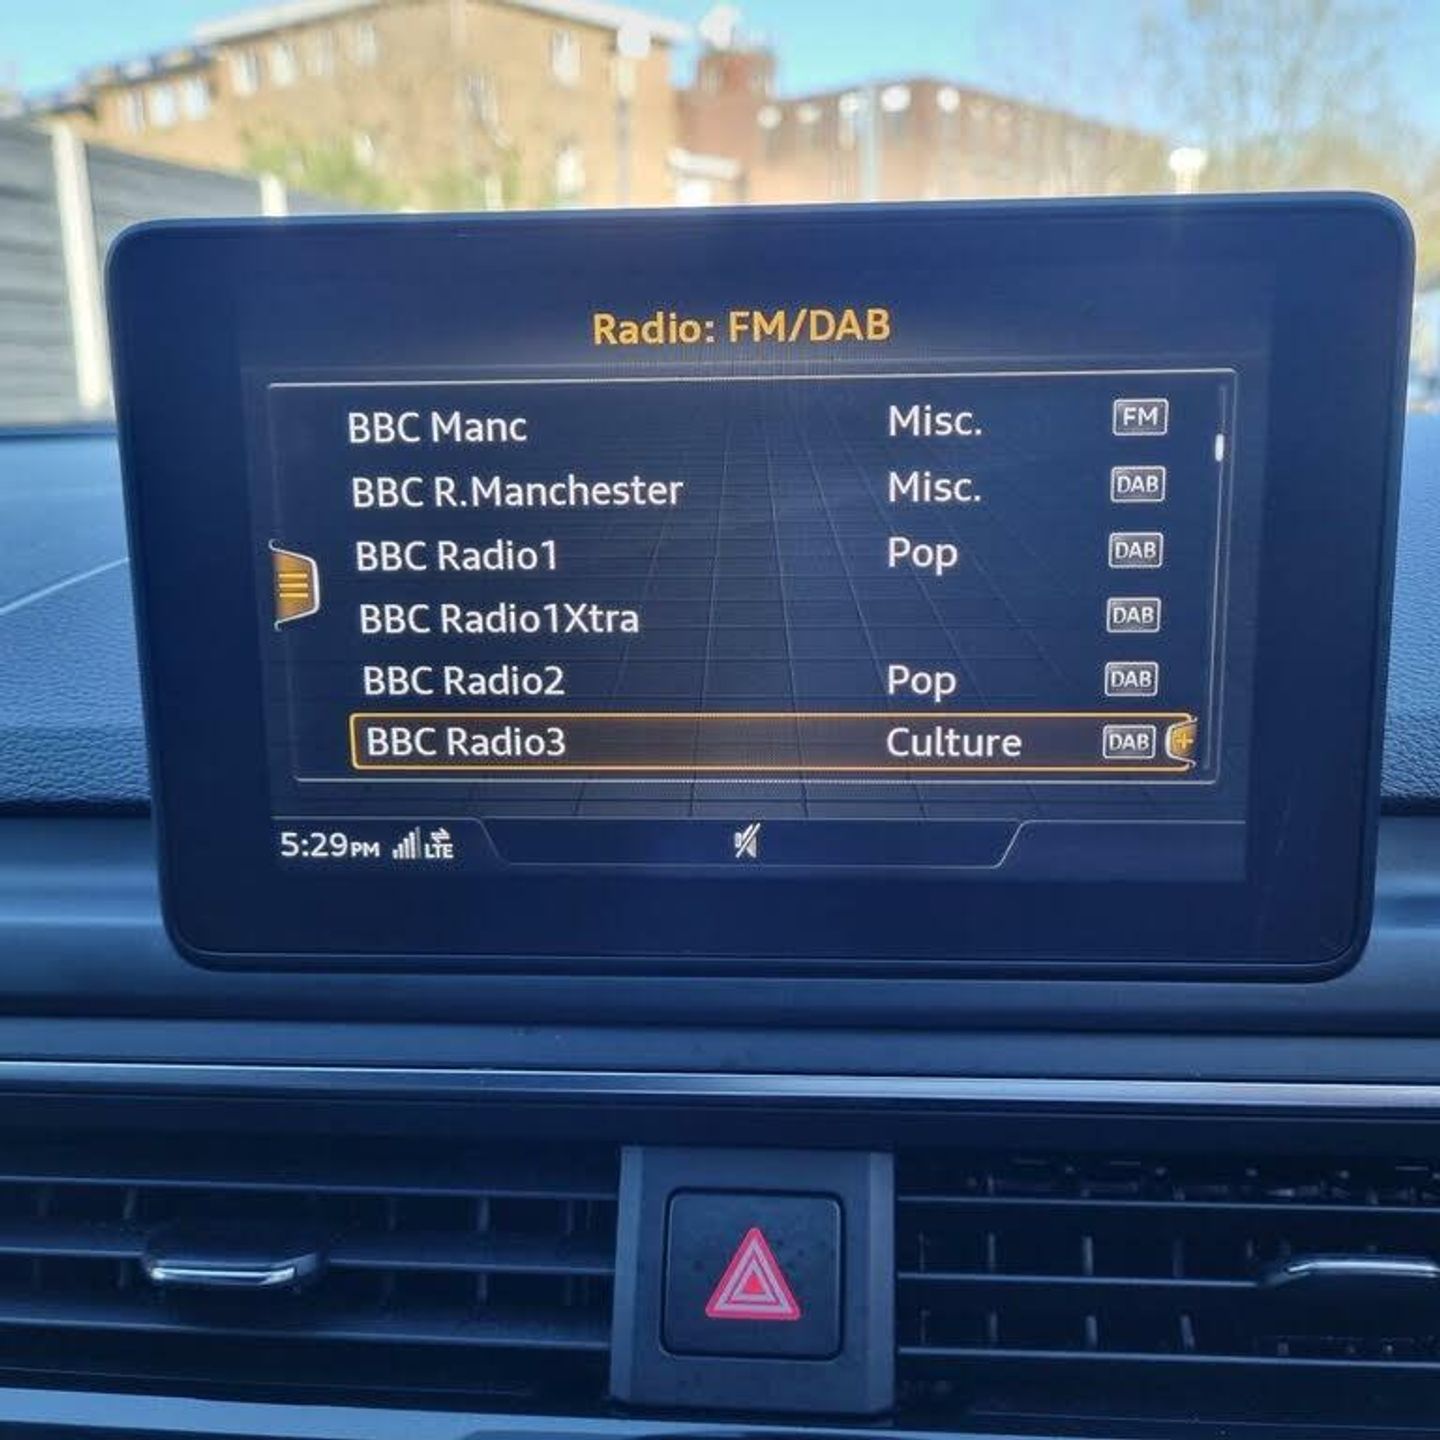 Radio: FM/DAB
BBC Manc Misc. FM
BBC R.Manchester Misc. DAB
BBC Radio1 Pop DAB
BBC Radio1Xtra DAB
BBC Radio2 Pop DAB
BBC Radio3 Culture DAB
5:29PM LTE